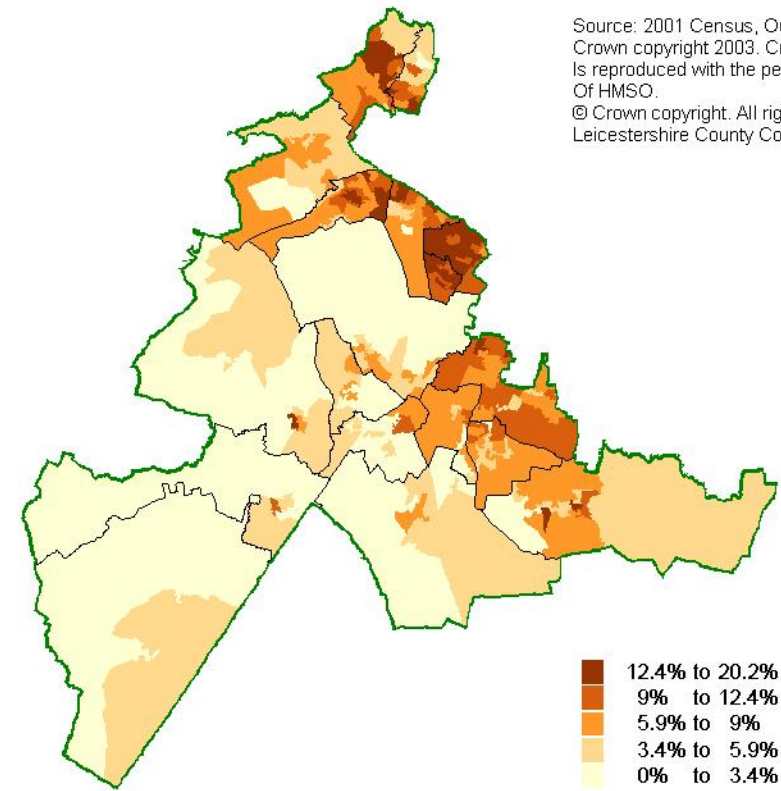 Source: 2001 Census, Ou
Crown copyright 2003. Cr
Is reproduced with the pe
Of HMSO.
© Crown copyright. All rig
Leicestershire County Co
12.4% to 20.2%
9% to 12.4%
5.9% to 9%
3.4% to 5.9%
0% to 3.4%